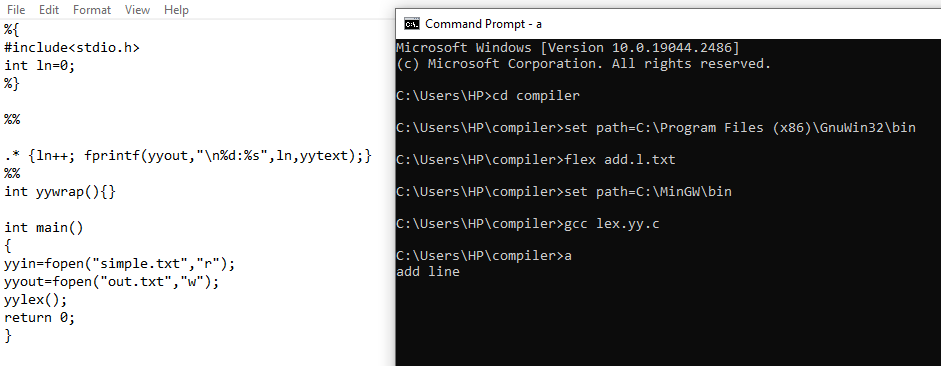 File Edit Format View Help
%{
#include<stdio.h>
int ln=0;
%}
%%
.* {ln++; fprintf(yyout,"\n%d:%s",ln,yytext);}
%%
int yywrap(){}
int main()
{
yyin=fopen("simple.txt","r");
yyout=fopen("out.txt","w");
yylex();
return 0;
}
C:\.
Command Prompt - a
Microsoft Windows [Version 10.0.19044.2486]
(c) Microsoft Corporation. All rights reserved.
C:\Users\HP>cd compiler
C:\Users\HP\compiler>set path=C:\Program Files (x86)\GnuWin32\bin
C:\Users\HP\compiler>flex add.l.txt
C:\Users\HP\compiler>set path=C:\MinGW\bin
C:\Users\HP\compiler>gcc lex.yy.c
C:\Users\HP\compiler>a
add line